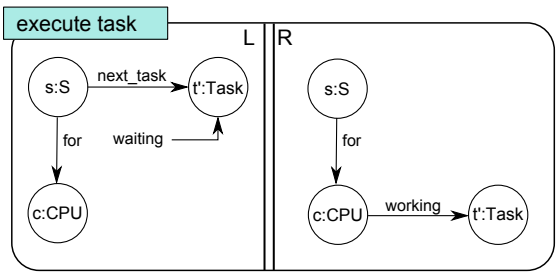 execute task
L R
s:S next_task t':Task s:S
for waiting for
c:CPU c:CPU working t':Task